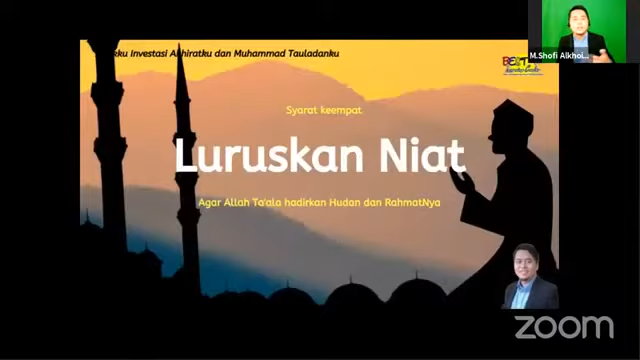 Investasi Akhiratku dan Muhammad Tauladanku
M.Shofi Alkhoi...
Syarat keempat
Luruskan Niat
Agar Allah Ta'ala hadirkan Hudan dan RahmatNya
zoom